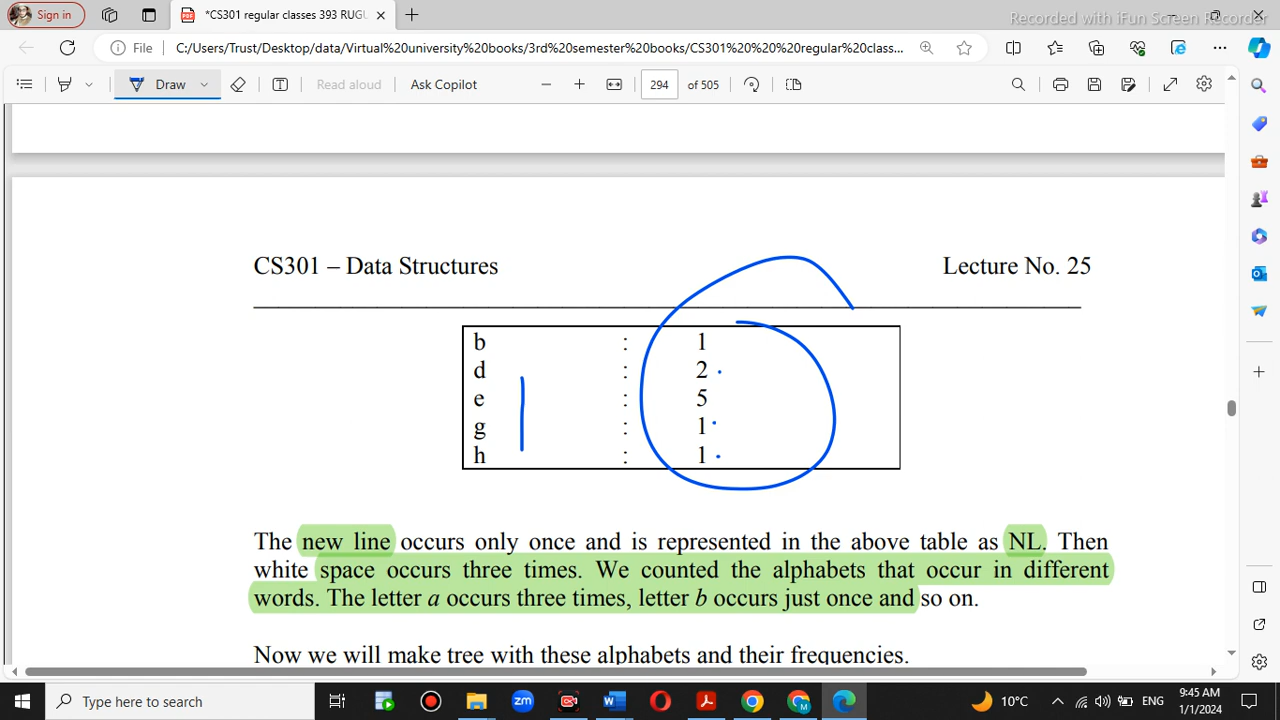 Sign in
*CS301 regular classes 393 RUGU
Recorded with iFun Screen Recorder
File
C:/Users/Trust/Desktop/data/Virtual%20university%20books/3rd%20semester%20books/CS301%20%20%20regular%20clas...
Draw
Read aloud
Ask Copilot
294 of 505
CS301 – Data Structures
Lecture No. 25
b : 1
d : 2
e : 5
g : 1
h : 1
The new line occurs only once and is represented in the above table as NL. Then
white space occurs three times. We counted the alphabets that occur in different
words. The letter a occurs three times, letter b occurs just once and so on.
Now we will make tree with these alphabets and their frequencies.
Type here to search
10°C
ENG
9:45 AM
1/1/2024